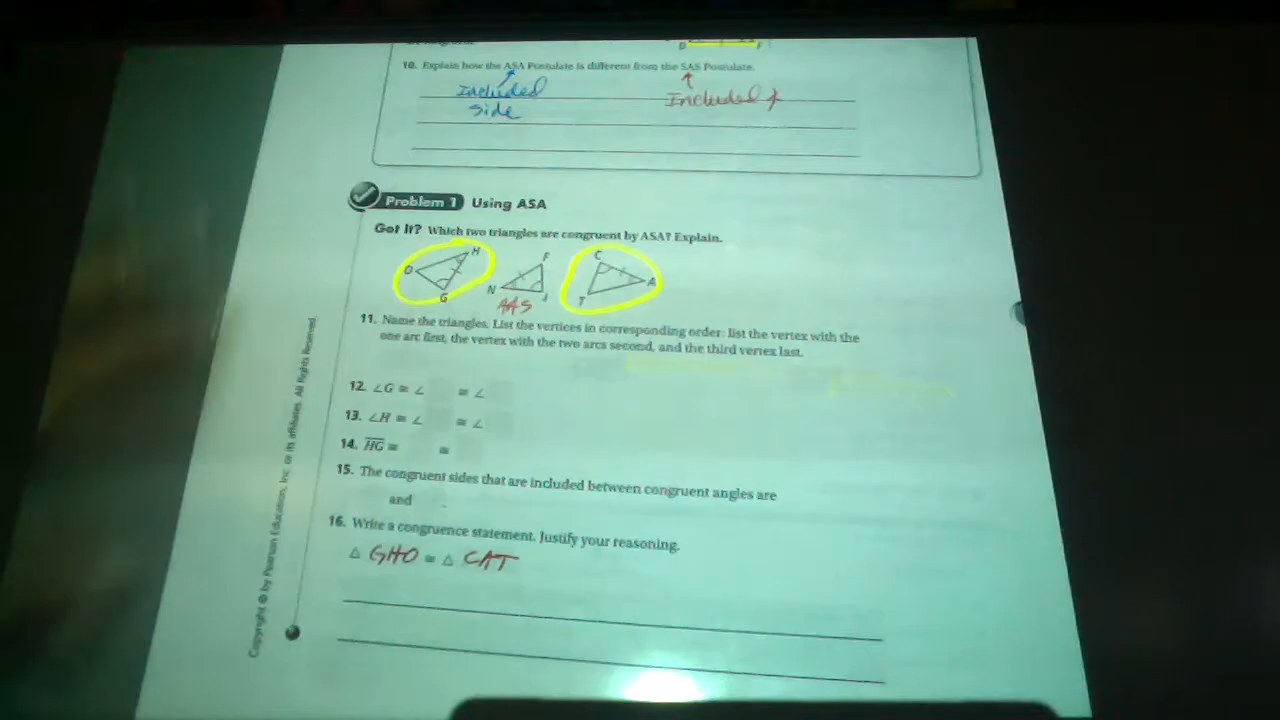 D F
10. Explain how the ASA Postulate is different from the SAS Postulate.
Included
side
Included
Problem 1 Using ASA
Got It? Which two triangles are congruent by ASA? Explain.
O H G
N F J
C A T
AAS
11. Name the triangles. List the vertices in corresponding order: list the vertex with the
one arc first, the vertex with the two arcs second, and the third vertex last.
12. ∠G ≅ ∠ ≅ ∠
13. ∠H ≅ ∠ ≅ ∠
14. HG ≅ ≅
15. The congruent sides that are included between congruent angles are
and
16. Write a congruence statement. Justify your reasoning.
△ GHO ≅ △ CAT
Copyright © by Pearson Education, Inc. or its affiliates. All Rights Reserved.